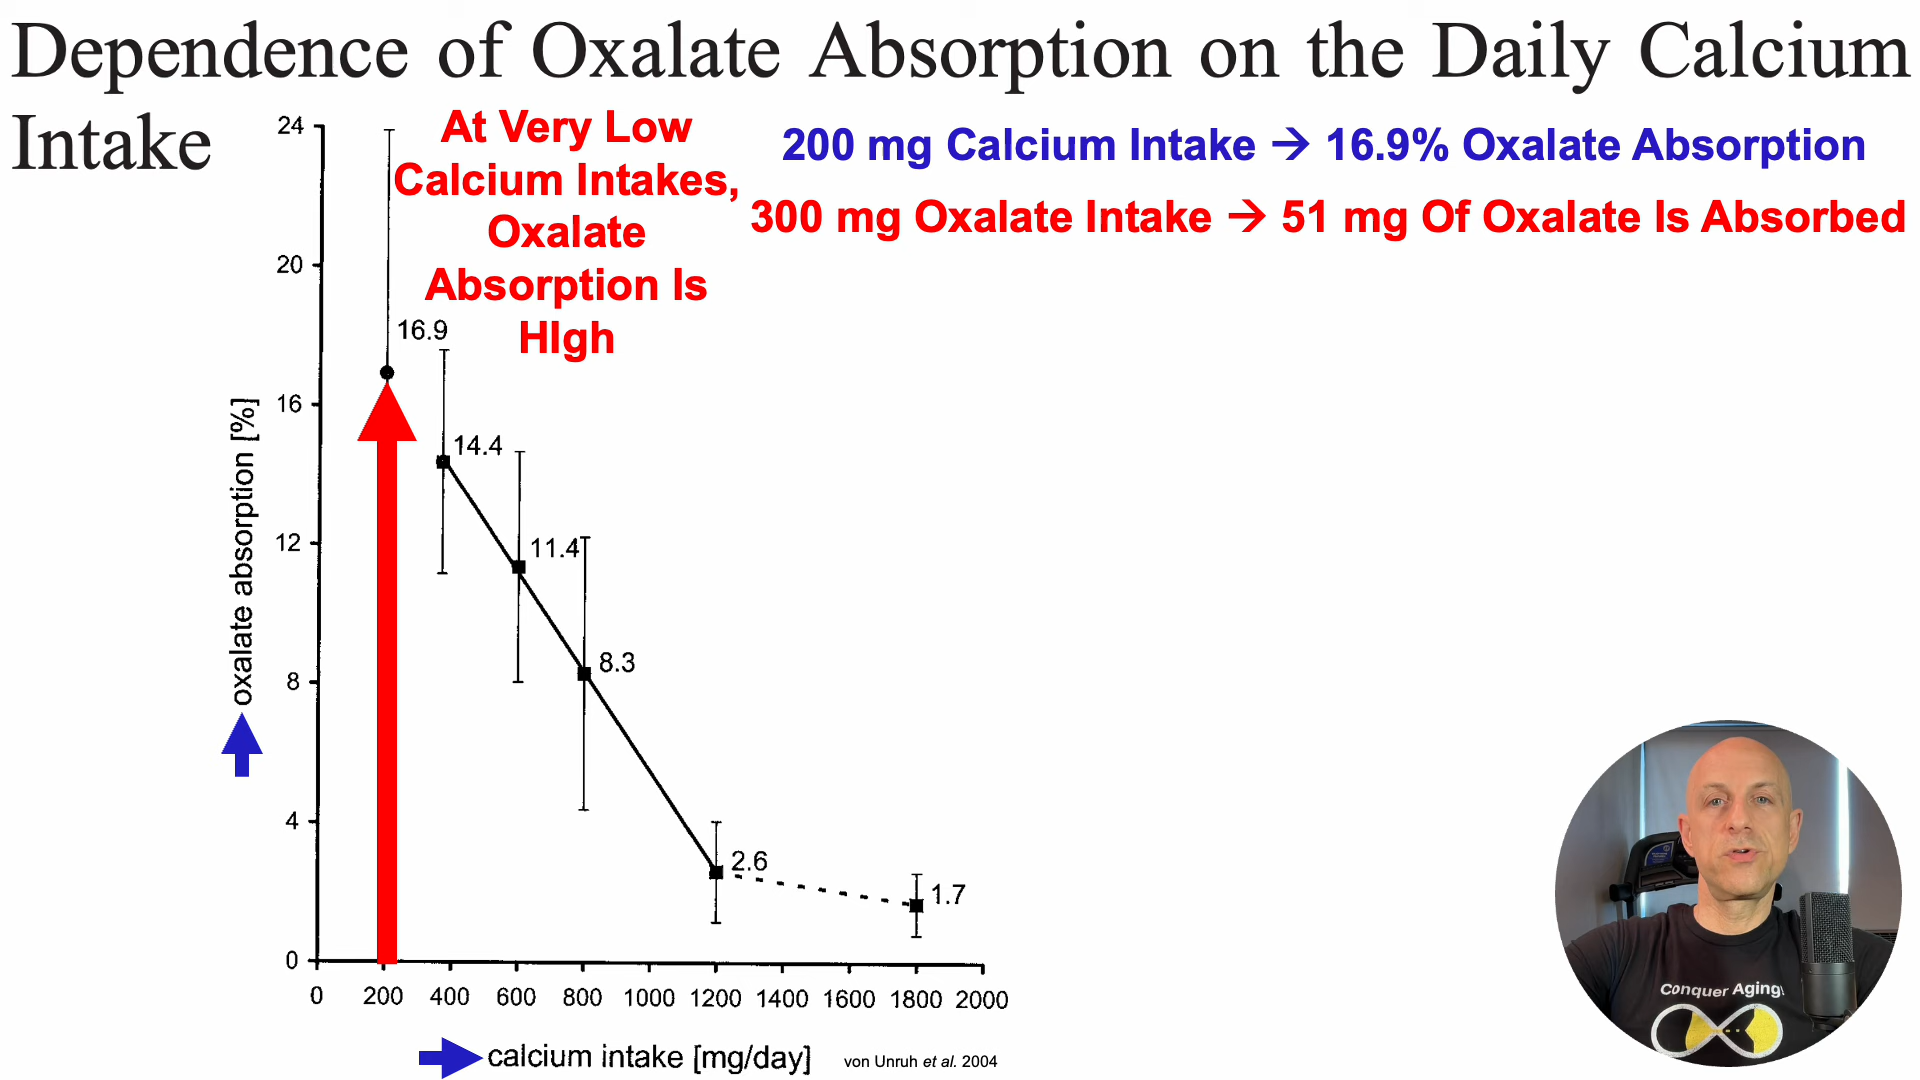 Dependence of Oxalate Absorption on the Daily Calcium
Intake
At Very Low
Calcium Intakes,
Oxalate
Absorption Is
HIgh
200 mg Calcium Intake → 16.9% Oxalate Absorption
300 mg Oxalate Intake → 51 mg Of Oxalate Is Absorbed
24
20
16
12
8
4
0
oxalate absorption [%]
16.9
14.4
11.4
8.3
2.6
1.7
0 200 400 600 800 1000 1200 1400 1600 1800 2000
calcium intake [mg/day]
von Unruh et al. 2004
Conquer Aging!